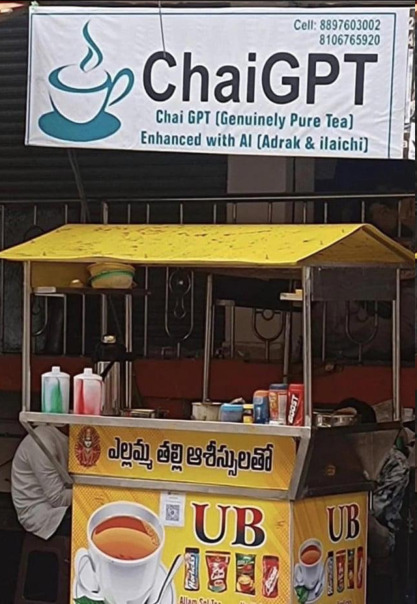 Cell: 8897603002
8106765920
ChaiGPT
Chai GPT (Genuinely Pure Tea)
Enhanced with AI (Adrak & ilaichi)
ఎల్లమ్మ తల్లి ఆశీస్సులతో
UB
UB